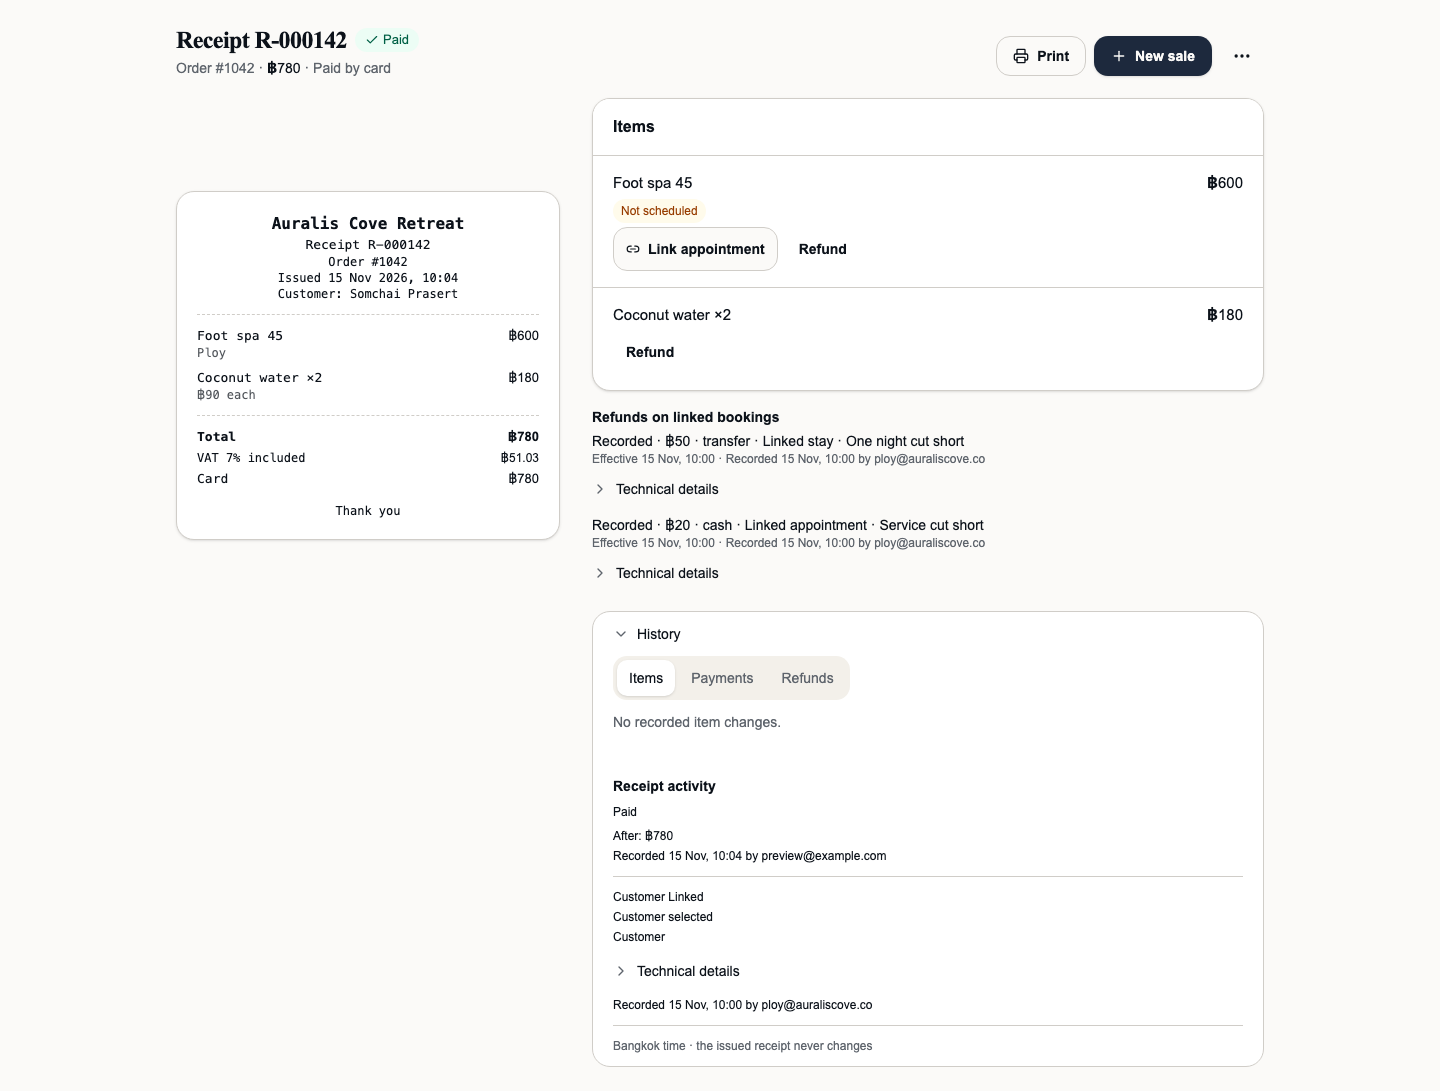 Receipt R-000142
Paid
Order #1042 · ฿780 · Paid by card
Print
New sale
Auralis Cove Retreat
Receipt R-000142
Order #1042
Issued 15 Nov 2026, 10:04
Customer: Somchai Prasert
Foot spa 45 ฿600
Ploy
Coconut water ×2 ฿180
฿90 each
Total ฿780
VAT 7% included ฿51.03
Card ฿780
Thank you
Items
Foot spa 45 ฿600
Not scheduled
Link appointment Refund
Coconut water ×2 ฿180
Refund
Refunds on linked bookings
Recorded · ฿50 · transfer · Linked stay · One night cut short
Effective 15 Nov, 10:00 · Recorded 15 Nov, 10:00 by ploy@auraliscove.co
Technical details
Recorded · ฿20 · cash · Linked appointment · Service cut short
Effective 15 Nov, 10:00 · Recorded 15 Nov, 10:00 by ploy@auraliscove.co
Technical details
History
Items Payments Refunds
No recorded item changes.
Receipt activity
Paid
After: ฿780
Recorded 15 Nov, 10:04 by preview@example.com
Customer Linked
Customer selected
Customer
Technical details
Recorded 15 Nov, 10:00 by ploy@auraliscove.co
Bangkok time · the issued receipt never changes